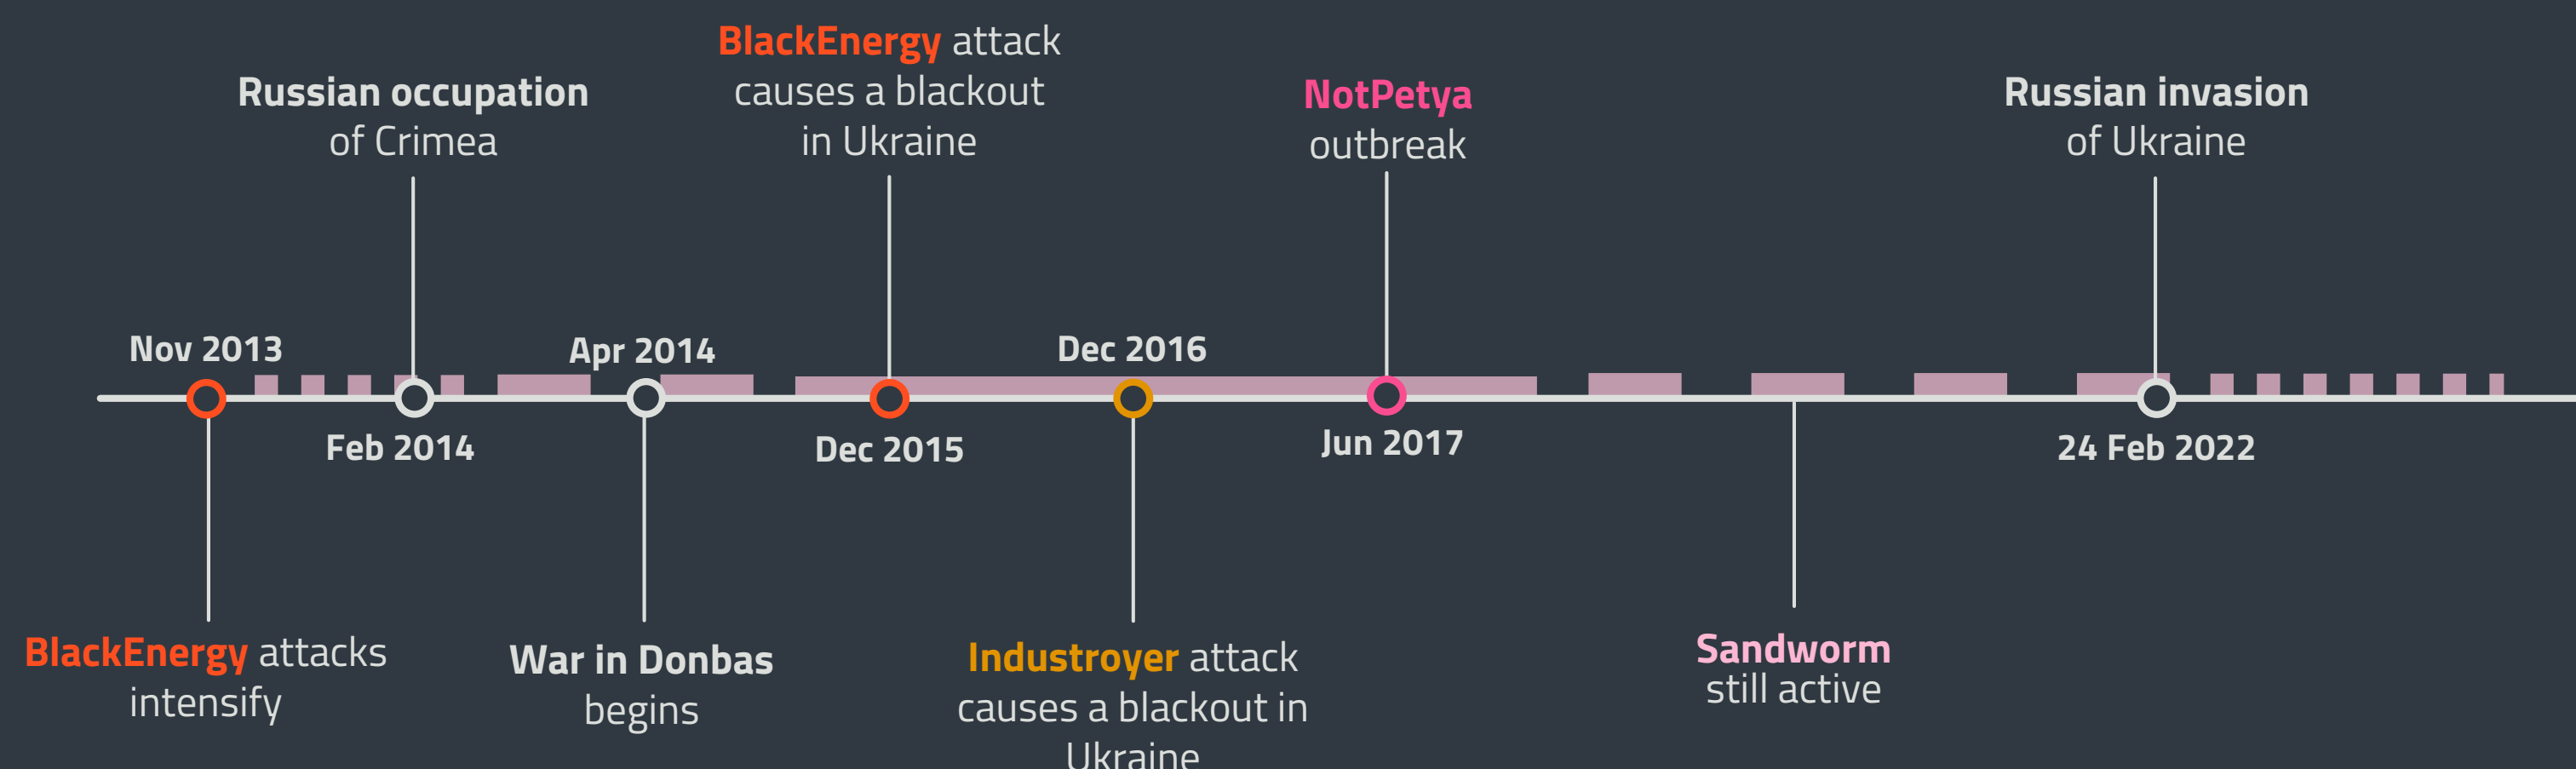 BlackEnergy attack
causes a blackout
in Ukraine
Russian occupation
of Crimea
NotPetya
outbreak
Russian invasion
of Ukraine
Nov 2013
Apr 2014
Dec 2016
Feb 2014
Dec 2015
Jun 2017
24 Feb 2022
BlackEnergy attacks
intensify
War in Donbas
begins
Industroyer attack
causes a blackout in
Ukraine
Sandworm
still active